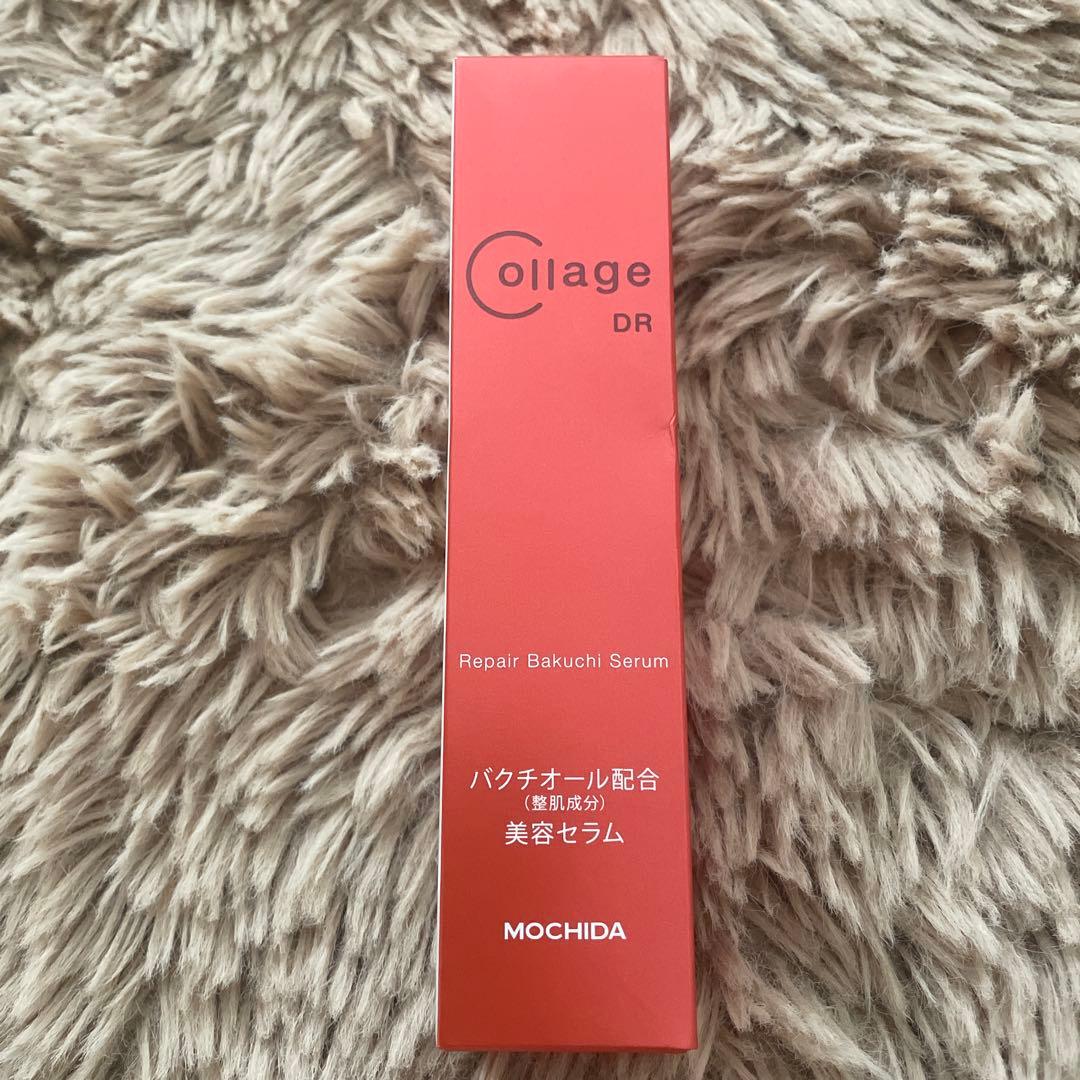 Collage
DR
Repair Bakuchi Serum
バクチオール配合
(整肌成分)
美容セラム
MOCHIDA